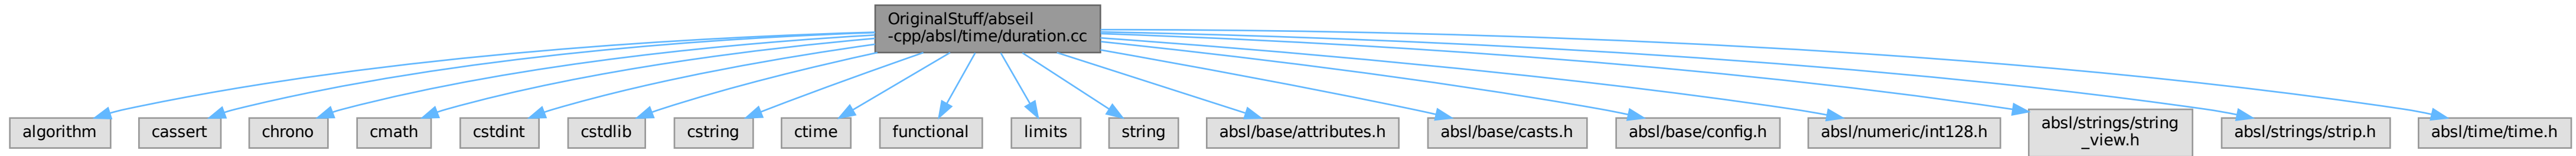 OriginalStuff/abseil
-cpp/absl/time/duration.cc
algorithm
cassert
chrono
cmath
cstdint
cstdlib
cstring
ctime
functional
limits
string
absl/base/attributes.h
absl/base/casts.h
absl/base/config.h
absl/numeric/int128.h
absl/strings/string
_view.h
absl/strings/strip.h
absl/time/time.h